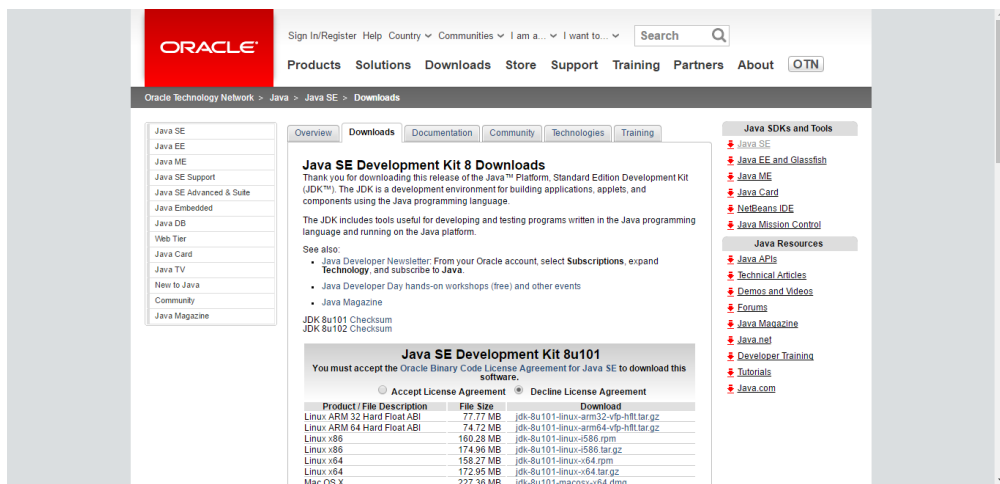 ORACLE
Sign In/Register Help Country Communities I am a... I want to... Search
Products Solutions Downloads Store Support Training Partners About OTN
Oracle Technology Network > Java > Java SE > Downloads
Java SE
Java EE
Java ME
Java SE Support
Java SE Advanced & Suite
Java Embedded
Java DB
Web Tier
Java Card
Java TV
New to Java
Community
Java Magazine
Overview Downloads Documentation Community Technologies Training
Java SE Development Kit 8 Downloads
Thank you for downloading this release of the Java™ Platform, Standard Edition Development Kit
(JDK™). The JDK is a development environment for building applications, applets, and
components using the Java programming language.
The JDK includes tools useful for developing and testing programs written in the Java programming
language and running on the Java platform.
See also:
Java Developer Newsletter: From your Oracle account, select Subscriptions, expand
Technology, and subscribe to Java.
Java Developer Day hands-on workshops (free) and other events
Java Magazine
JDK 8u101 Checksum
JDK 8u102 Checksum
Java SE Development Kit 8u101
You must accept the Oracle Binary Code License Agreement for Java SE to download this
software.
Accept License Agreement Decline License Agreement
Product / File Description File Size Download
Linux ARM 32 Hard Float ABI 77.77 MB jdk-8u101-linux-arm32-vfp-hflt.tar.gz
Linux ARM 64 Hard Float ABI 74.72 MB jdk-8u101-linux-arm64-vfp-hflt.tar.gz
Linux x86 160.28 MB jdk-8u101-linux-i586.rpm
Linux x86 174.96 MB jdk-8u101-linux-i586.tar.gz
Linux x64 158.27 MB jdk-8u101-linux-x64.rpm
Linux x64 172.95 MB jdk-8u101-linux-x64.tar.gz
Mac OS X 227.36 MB jdk-8u101-macosx-x64.dmg
Java SDKs and Tools
Java SE
Java EE and Glassfish
Java ME
Java Card
NetBeans IDE
Java Mission Control
Java Resources
Java APIs
Technical Articles
Demos and Videos
Forums
Java Magazine
Java.net
Developer Training
Tutorials
Java.com